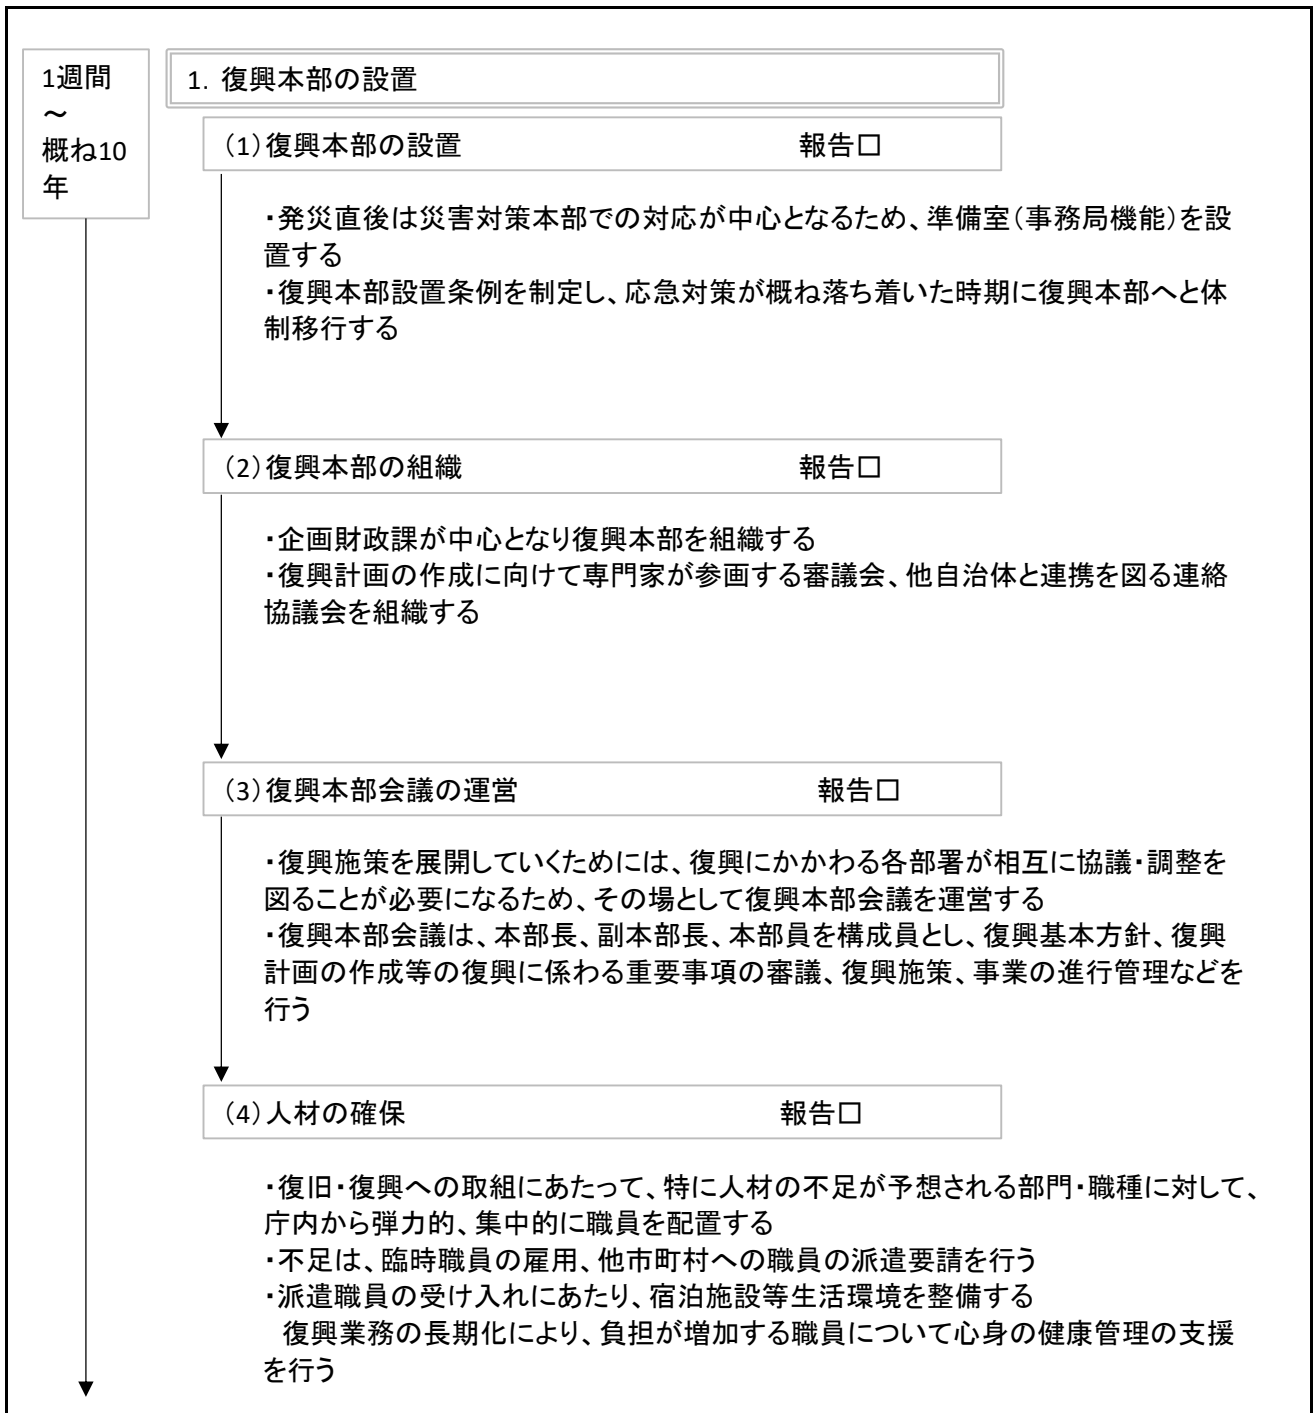 1週間
～
概ね10
年
1. 復興本部の設置
(1)復興本部の設置 報告□
・発災直後は災害対策本部での対応が中心となるため、準備室(事務局機能)を設
置する
・復興本部設置条例を制定し、応急対策が概ね落ち着いた時期に復興本部へと体
制移行する
(2)復興本部の組織 報告□
・企画財政課が中心となり復興本部を組織する
・復興計画の作成に向けて専門家が参画する審議会、他自治体と連携を図る連絡
協議会を組織する
(3)復興本部会議の運営 報告□
・復興施策を展開していくためには、復興にかかわる各部署が相互に協議・調整を
図ることが必要になるため、その場として復興本部会議を運営する
・復興本部会議は、本部長、副本部長、本部員を構成員とし、復興基本方針、復興
計画の作成等の復興に係わる重要事項の審議、復興施策、事業の進行管理などを
行う
(4)人材の確保 報告□
・復旧・復興への取組にあたって、特に人材の不足が予想される部門・職種に対して、
庁内から弾力的、集中的に職員を配置する
・不足は、臨時職員の雇用、他市町村への職員の派遣要請を行う
・派遣職員の受け入れにあたり、宿泊施設等生活環境を整備する
復興業務の長期化により、負担が増加する職員について心身の健康管理の支援
を行う